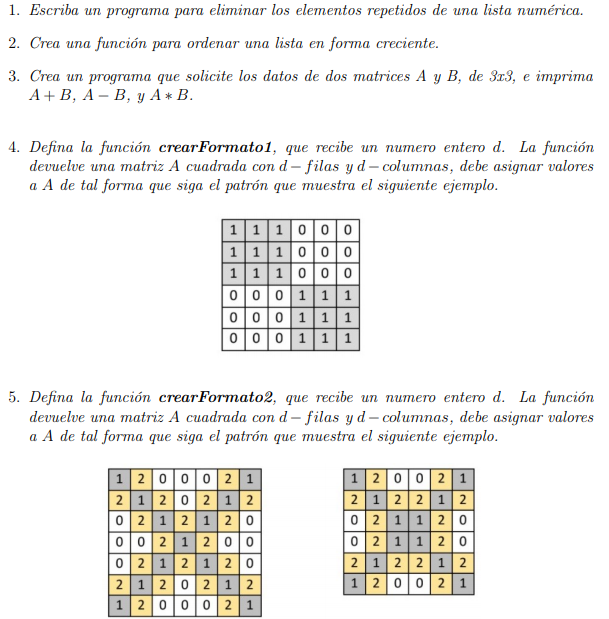 1. Escriba un programa para eliminar los elementos repetidos de una lista numérica.
2. Crea una función para ordenar una lista en forma creciente.
3. Crea un programa que solicite los datos de dos matrices A y B, de 3x3, e imprima
A + B, A − B, y A ∗ B.
4. Defina la función crearFormato1, que recibe un numero entero d. La función
devuelve una matriz A cuadrada con d − filas y d − columnas, debe asignar valores
a A de tal forma que siga el patrón que muestra el siguiente ejemplo.
1 1 1 0 0 0
1 1 1 0 0 0
1 1 1 0 0 0
0 0 0 1 1 1
0 0 0 1 1 1
0 0 0 1 1 1
5. Defina la función crearFormato2, que recibe un numero entero d. La función
devuelve una matriz A cuadrada con d − filas y d − columnas, debe asignar valores
a A de tal forma que siga el patrón que muestra el siguiente ejemplo.
1 2 0 0 0 2 1
2 1 2 0 2 1 2
0 2 1 2 1 2 0
0 0 2 1 2 0 0
0 2 1 2 1 2 0
2 1 2 0 2 1 2
1 2 0 0 0 2 1
1 2 0 0 2 1
2 1 2 2 1 2
0 2 1 1 2 0
0 2 1 1 2 0
2 1 2 2 1 2
1 2 0 0 2 1